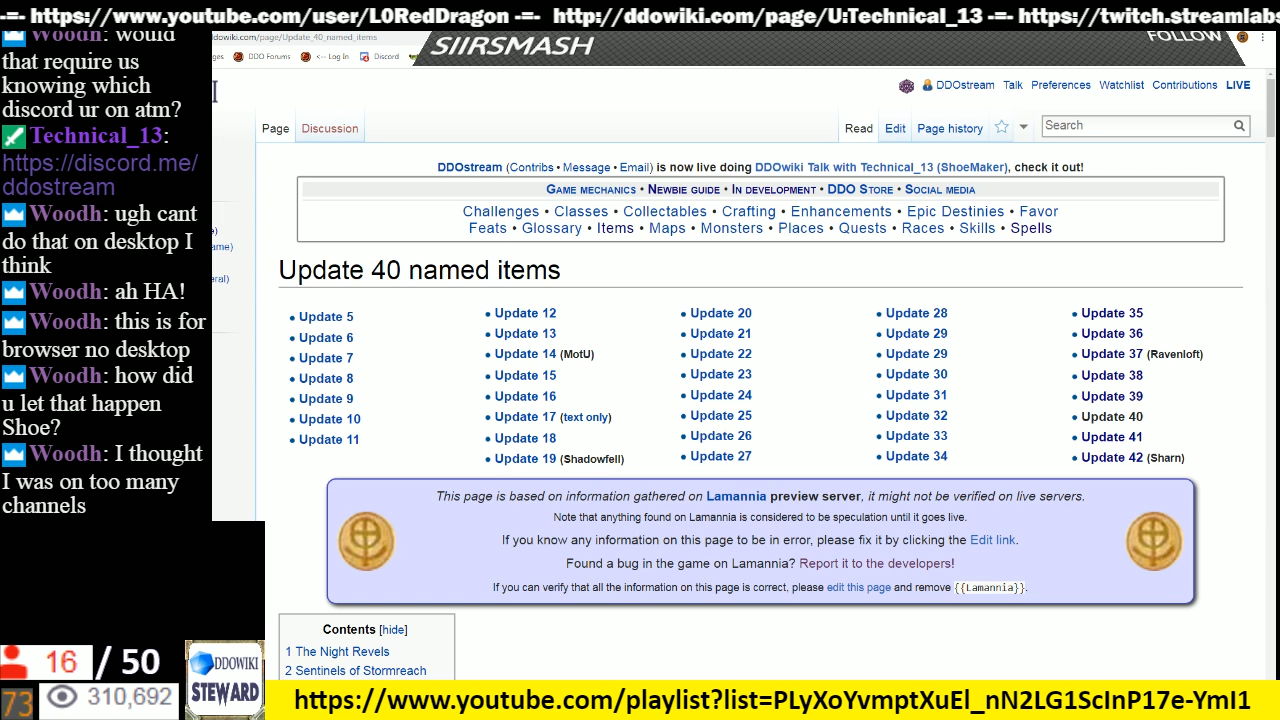 -=- https://www.youtube.com/user/L0RedDragon -=- http://ddowiki.com/page/U:Technical_13 -=- https://twitch.streamlabs
Woodh: would
that require us
knowing which
discord ur on atm?
Technical_13:
https://discord.me/
ddostream
Woodh: ugh cant
do that on desktop I
think
Woodh: ah HA!
Woodh: this is for
browser no desktop
Woodh: how did
u let that happen
Shoe?
Woodh: I thought
I was on too many
channels
dowiki.com/page/Update_40_named_items
ges DDO Forums <-- Log In Discord
SIIRSMASH
FOLLOW
DDOstream Talk Preferences Watchlist Contributions LIVE
Page Discussion Read Edit Page history Search
DDOstream (Contribs • Message • Email) is now live doing DDOwiki Talk with Technical_13 (ShoeMaker), check it out!
Game mechanics • Newbie guide • In development • DDO Store • Social media
Challenges • Classes • Collectables • Crafting • Enhancements • Epic Destinies • Favor
Feats • Glossary • Items • Maps • Monsters • Places • Quests • Races • Skills • Spells
ame)
eral)
Update 40 named items
• Update 5
• Update 6
• Update 7
• Update 8
• Update 9
• Update 10
• Update 11
• Update 12
• Update 13
• Update 14 (MotU)
• Update 15
• Update 16
• Update 17 (text only)
• Update 18
• Update 19 (Shadowfell)
• Update 20
• Update 21
• Update 22
• Update 23
• Update 24
• Update 25
• Update 26
• Update 27
• Update 28
• Update 29
• Update 29
• Update 30
• Update 31
• Update 32
• Update 33
• Update 34
• Update 35
• Update 36
• Update 37 (Ravenloft)
• Update 38
• Update 39
• Update 40
• Update 41
• Update 42 (Sharn)
This page is based on information gathered on Lamannia preview server, it might not be verified on live servers.
Note that anything found on Lamannia is considered to be speculation until it goes live.
If you know any information on this page to be in error, please fix it by clicking the Edit link.
Found a bug in the game on Lamannia? Report it to the developers!
If you can verify that all the information on this page is correct, please edit this page and remove {{Lamannia}}.
Contents [hide]
1 The Night Revels
2 Sentinels of Stormreach
16 / 50
73 310,692
DDOWIKI
STEWARD
https://www.youtube.com/playlist?list=PLyXoYvmptXuEl_nN2LG1ScInP17e-YmI1